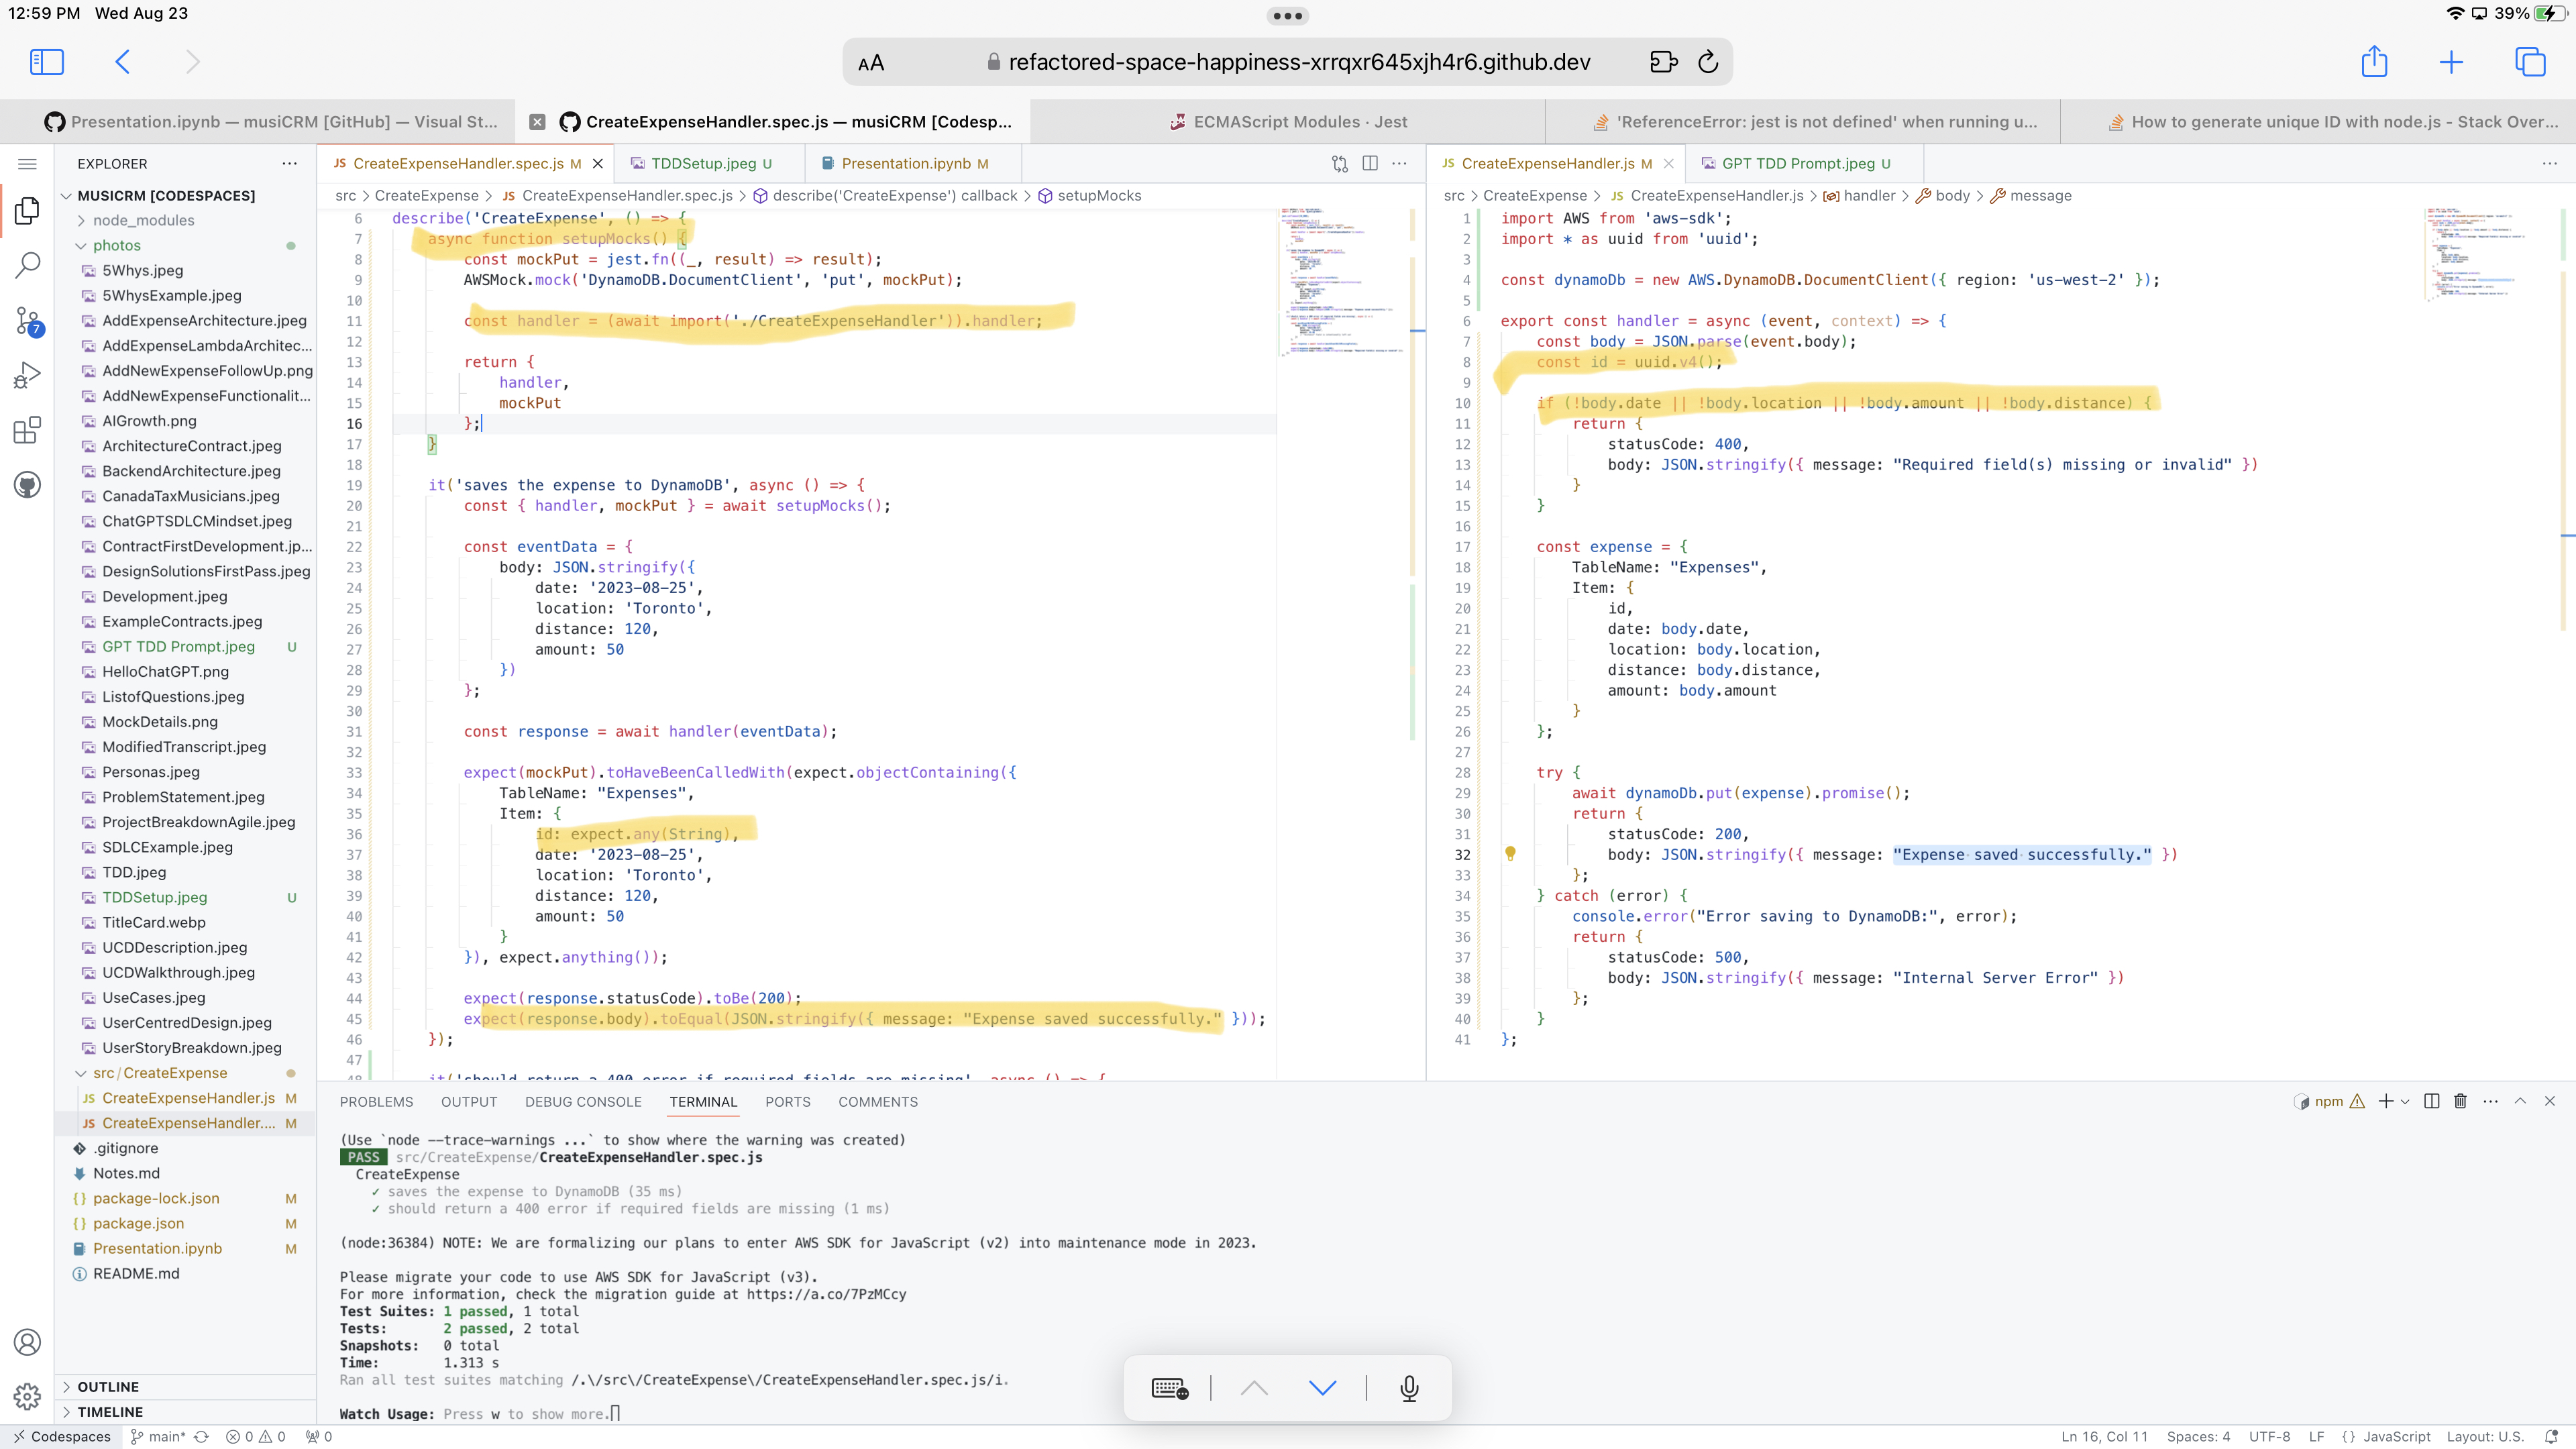 12:59 PM Wed Aug 23
39%
AA refactored-space-happiness-xrrqxr645xjh4r6.github.dev
Presentation.ipynb — musiCRM [GitHub] — Visual St...
CreateExpenseHandler.spec.js — musiCRM [Codesp...
ECMAScript Modules · Jest
'ReferenceError: jest is not defined' when running u...
How to generate unique ID with node.js - Stack Over...
EXPLORER
MUSICRM [CODESPACES]
node_modules
photos
5Whys.jpeg
5WhysExample.jpeg
AddExpenseArchitecture.jpeg
AddExpenseLambdaArchitec...
AddNewExpenseFollowUp.png
AddNewExpenseFunctionalit...
AIGrowth.png
ArchitectureContract.jpeg
BackendArchitecture.jpeg
CanadaTaxMusicians.jpeg
ChatGPTSDLCMindset.jpeg
ContractFirstDevelopment.jp...
DesignSolutionsFirstPass.jpeg
Development.jpeg
ExampleContracts.jpeg
GPT TDD Prompt.jpeg U
HelloChatGPT.png
ListofQuestions.jpeg
MockDetails.png
ModifiedTranscript.jpeg
Personas.jpeg
ProblemStatement.jpeg
ProjectBreakdownAgile.jpeg
SDLCExample.jpeg
TDD.jpeg
TDDSetup.jpeg U
TitleCard.webp
UCDDescription.jpeg
UCDWalkthrough.jpeg
UseCases.jpeg
UserCentredDesign.jpeg
UserStoryBreakdown.jpeg
src/CreateExpense
JS CreateExpenseHandler.js M
JS CreateExpenseHandler.... M
.gitignore
Notes.md
{} package-lock.json M
{} package.json M
Presentation.ipynb M
README.md
OUTLINE
TIMELINE
7
JS CreateExpenseHandler.spec.js M
TDDSetup.jpeg U
Presentation.ipynb M
src > CreateExpense > JS CreateExpenseHandler.spec.js > describe('CreateExpense') callback > setupMocks
6 describe('CreateExpense', () => {
7 async function setupMocks() {
8 const mockPut = jest.fn((_, result) => result);
9 AWSMock.mock('DynamoDB.DocumentClient', 'put', mockPut);
10
11 const handler = (await import('./CreateExpenseHandler')).handler;
12
13 return {
14 handler,
15 mockPut
16 };
17 }
18
19 it('saves the expense to DynamoDB', async () => {
20 const { handler, mockPut } = await setupMocks();
21
22 const eventData = {
23 body: JSON.stringify({
24 date: '2023-08-25',
25 location: 'Toronto',
26 distance: 120,
27 amount: 50
28 })
29 };
30
31 const response = await handler(eventData);
32
33 expect(mockPut).toHaveBeenCalledWith(expect.objectContaining({
34 TableName: "Expenses",
35 Item: {
36 id: expect.any(String),
37 date: '2023-08-25',
38 location: 'Toronto',
39 distance: 120,
40 amount: 50
41 }
42 }), expect.anything());
43
44 expect(response.statusCode).toBe(200);
45 expect(response.body).toEqual(JSON.stringify({ message: "Expense saved successfully." }));
46 });
47
48 it('should return a 400 error if required fields are missing', async () => {
JS CreateExpenseHandler.js M
GPT TDD Prompt.jpeg U
src > CreateExpense > JS CreateExpenseHandler.js > handler > body > message
1 import AWS from 'aws-sdk';
2 import * as uuid from 'uuid';
3
4 const dynamoDb = new AWS.DynamoDB.DocumentClient({ region: 'us-west-2' });
5
6 export const handler = async (event, context) => {
7 const body = JSON.parse(event.body);
8 const id = uuid.v4();
9
10 if (!body.date || !body.location || !body.amount || !body.distance) {
11 return {
12 statusCode: 400,
13 body: JSON.stringify({ message: "Required field(s) missing or invalid" })
14 }
15 }
16
17 const expense = {
18 TableName: "Expenses",
19 Item: {
20 id,
21 date: body.date,
22 location: body.location,
23 distance: body.distance,
24 amount: body.amount
25 }
26 };
27
28 try {
29 await dynamoDb.put(expense).promise();
30 return {
31 statusCode: 200,
32 body: JSON.stringify({ message: "Expense saved successfully." })
33 };
34 } catch (error) {
35 console.error("Error saving to DynamoDB:", error);
36 return {
37 statusCode: 500,
38 body: JSON.stringify({ message: "Internal Server Error" })
39 };
40 }
41 };
PROBLEMS OUTPUT DEBUG CONSOLE TERMINAL PORTS COMMENTS
npm
(Use `node --trace-warnings ...` to show where the warning was created)
PASS src/CreateExpense/CreateExpenseHandler.spec.js
CreateExpense
✓ saves the expense to DynamoDB (35 ms)
✓ should return a 400 error if required fields are missing (1 ms)
(node:36384) NOTE: We are formalizing our plans to enter AWS SDK for JavaScript (v2) into maintenance mode in 2023.
Please migrate your code to use AWS SDK for JavaScript (v3).
For more information, check the migration guide at https://a.co/7PzMCcy
Test Suites: 1 passed, 1 total
Tests: 2 passed, 2 total
Snapshots: 0 total
Time: 1.313 s
Ran all test suites matching /.\/src\/CreateExpense\/CreateExpenseHandler.spec.js/i.
Watch Usage: Press w to show more.
Codespaces main* 0 0 0
Ln 16, Col 11 Spaces: 4 UTF-8 LF {} JavaScript Layout: U.S.